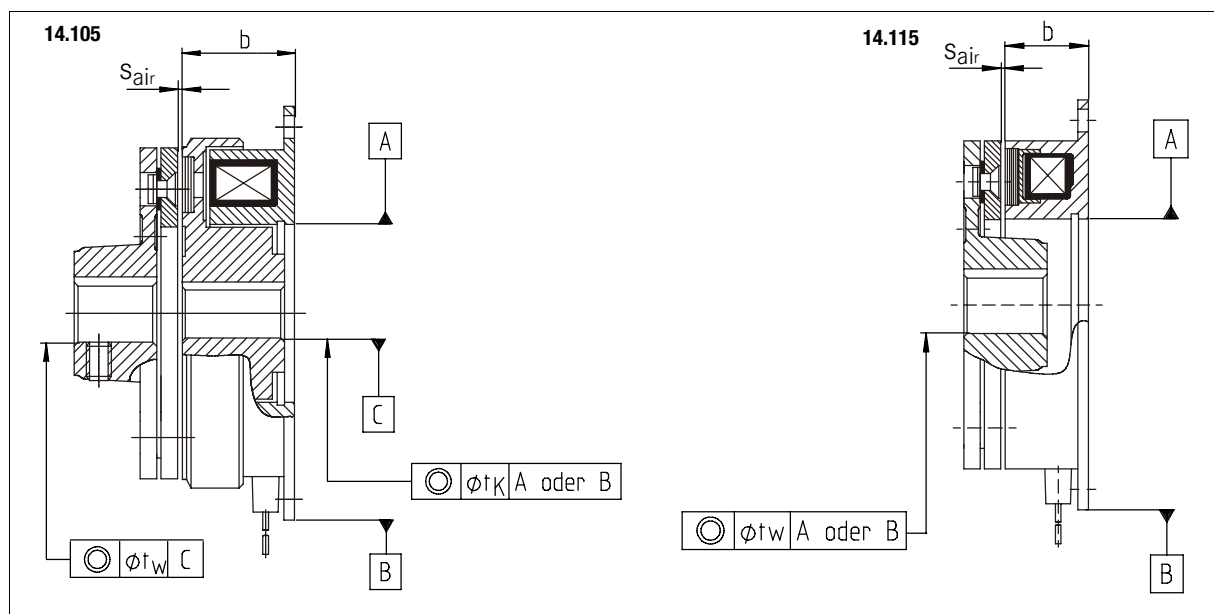 14.105
b
Sair
A
C
⌾ ⌀tK A oder B
⌾ ⌀tW C
B
14.115
b
Sair
A
⌾ ⌀tw A oder B
B